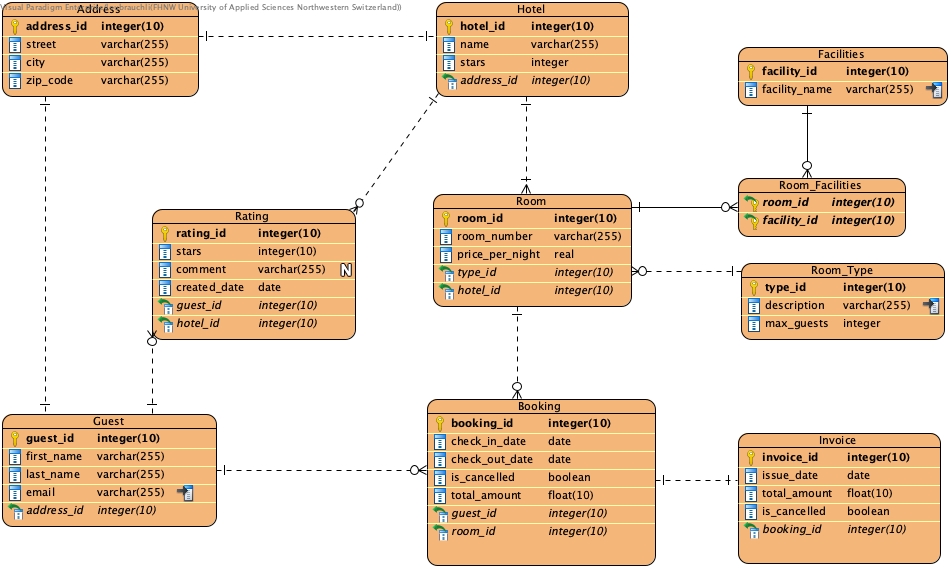 Paradigm University of Applied Sciences Northwestern Switzerland))
Address
address_id integer(10)
street varchar(255)
city varchar(255)
zip_code varchar(255)
Hotel
hotel_id integer(10)
name varchar(255)
stars integer
address_id integer(10)
Facilities
facility_id integer(10)
facility_name varchar(255)
Room_Facilities
room_id integer(10)
facility_id integer(10)
Rating
rating_id integer(10)
stars integer(10)
comment varchar(255) N
created_date date
guest_id integer(10)
hotel_id integer(10)
Room
room_id integer(10)
room_number varchar(255)
price_per_night real
type_id integer(10)
hotel_id integer(10)
Room_Type
type_id integer(10)
description varchar(255)
max_guests integer
Guest
guest_id integer(10)
first_name varchar(255)
last_name varchar(255)
email varchar(255)
address_id integer(10)
Booking
booking_id integer(10)
check_in_date date
check_out_date date
is_cancelled boolean
total_amount float(10)
guest_id integer(10)
room_id integer(10)
Invoice
invoice_id integer(10)
issue_date date
total_amount float(10)
is_cancelled boolean
booking_id integer(10)